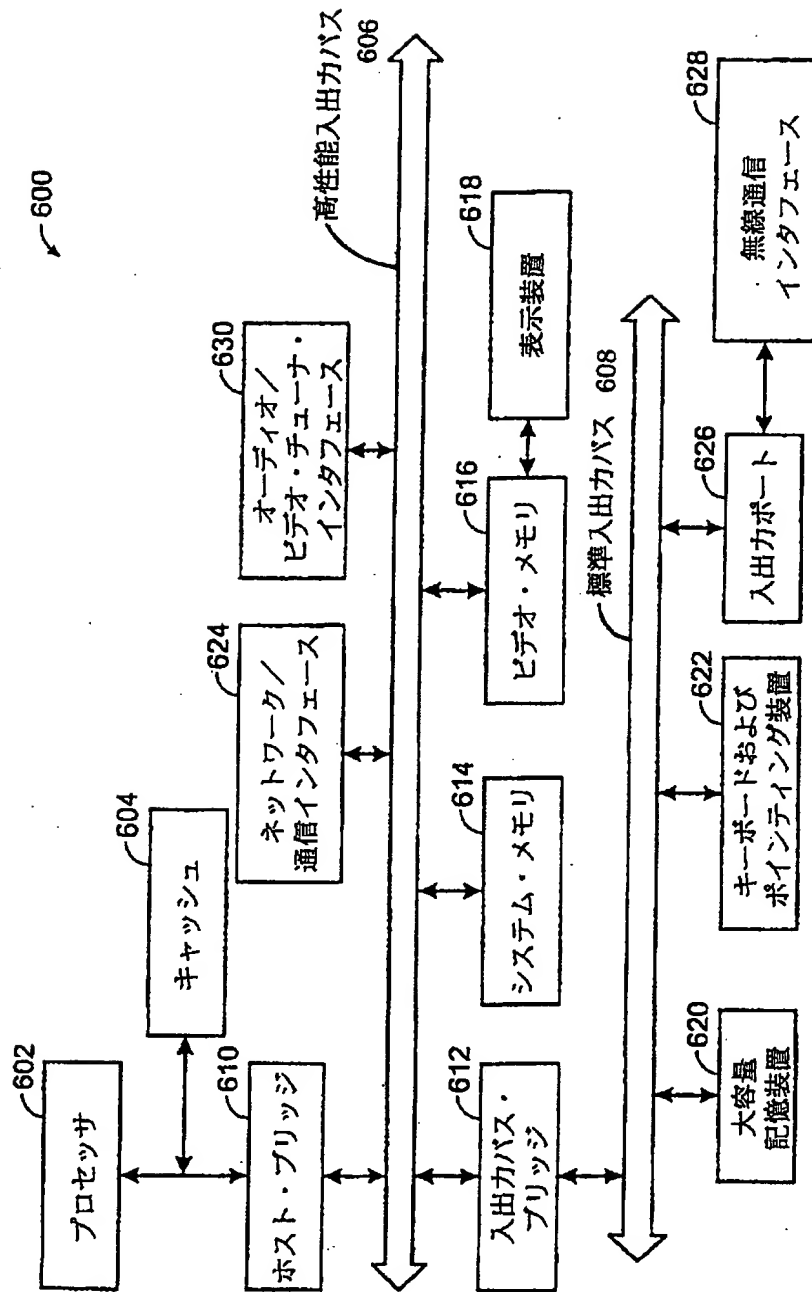 600
602
プロセッサ
604
キャッシュ
610
ホスト・ブリッジ
624
ネットワーク/
通信インタフェース
630
オーディオ/
ビデオ・チューナ・
インタフェース
高性能入出力バス
606
612
入出力バス・
ブリッジ
614
システム・メモリ
616
ビデオ・メモリ
618
表示装置
標準入出力バス 608
620
大容量
記憶装置
622
キーボードおよび
ポインティング装置
626
入出力ポート
628
無線通信
インタフェース